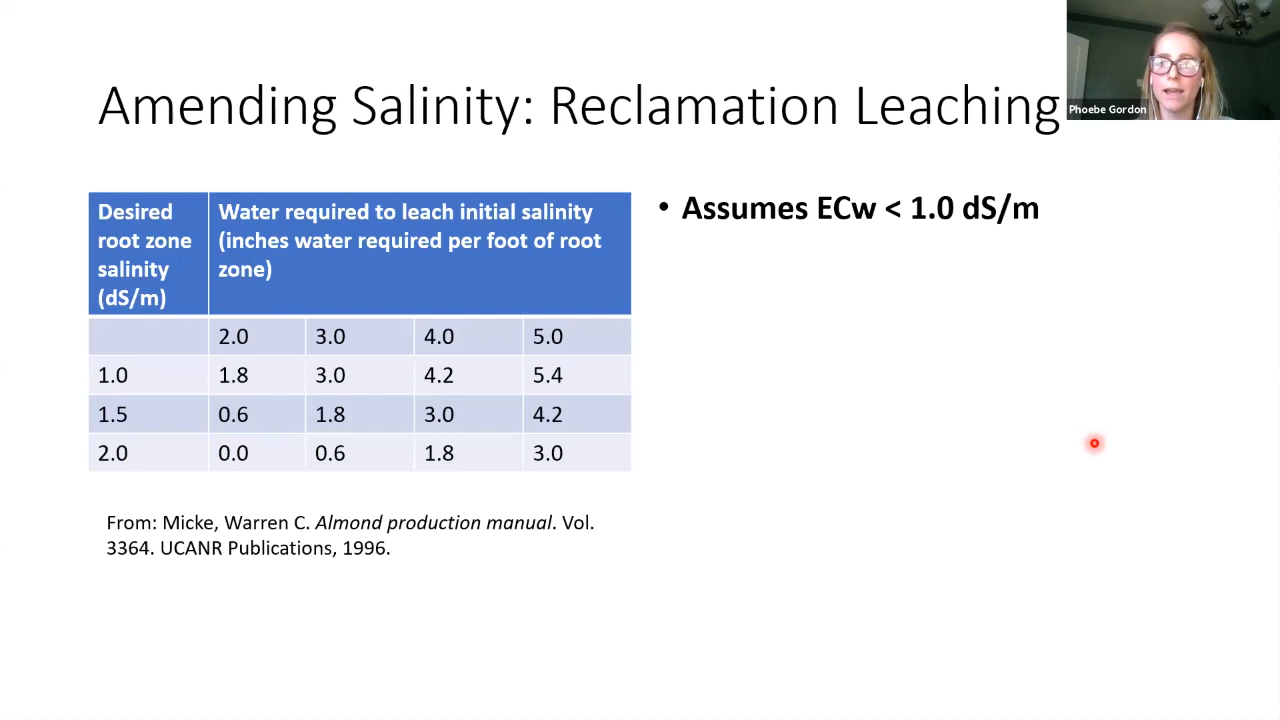 Amending Salinity: Reclamation Leaching
Phoebe Gordon
Desired
root zone
salinity
(dS/m)
Water required to leach initial salinity
(inches water required per foot of root
zone)
2.0 3.0 4.0 5.0
1.0 1.8 3.0 4.2 5.4
1.5 0.6 1.8 3.0 4.2
2.0 0.0 0.6 1.8 3.0
From: Micke, Warren C. Almond production manual. Vol.
3364. UCANR Publications, 1996.
• Assumes ECw < 1.0 dS/m